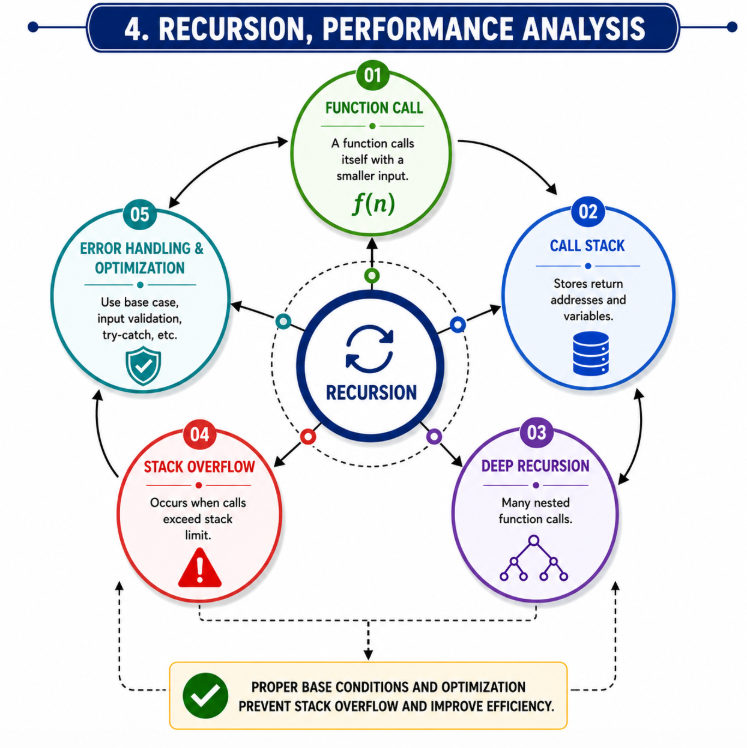 4. RECURSION, PERFORMANCE ANALYSIS
01
FUNCTION CALL
A function calls
itself with a
smaller input.
f(n)
02
CALL STACK
Stores return
addresses and
variables.
03
DEEP RECURSION
Many nested
function calls.
04
STACK OVERFLOW
Occurs when calls
exceed stack
limit.
05
ERROR HANDLING &
OPTIMIZATION
Use base case,
input validation,
try-catch, etc.
RECURSION
PROPER BASE CONDITIONS AND OPTIMIZATION
PREVENT STACK OVERFLOW AND IMPROVE EFFICIENCY.